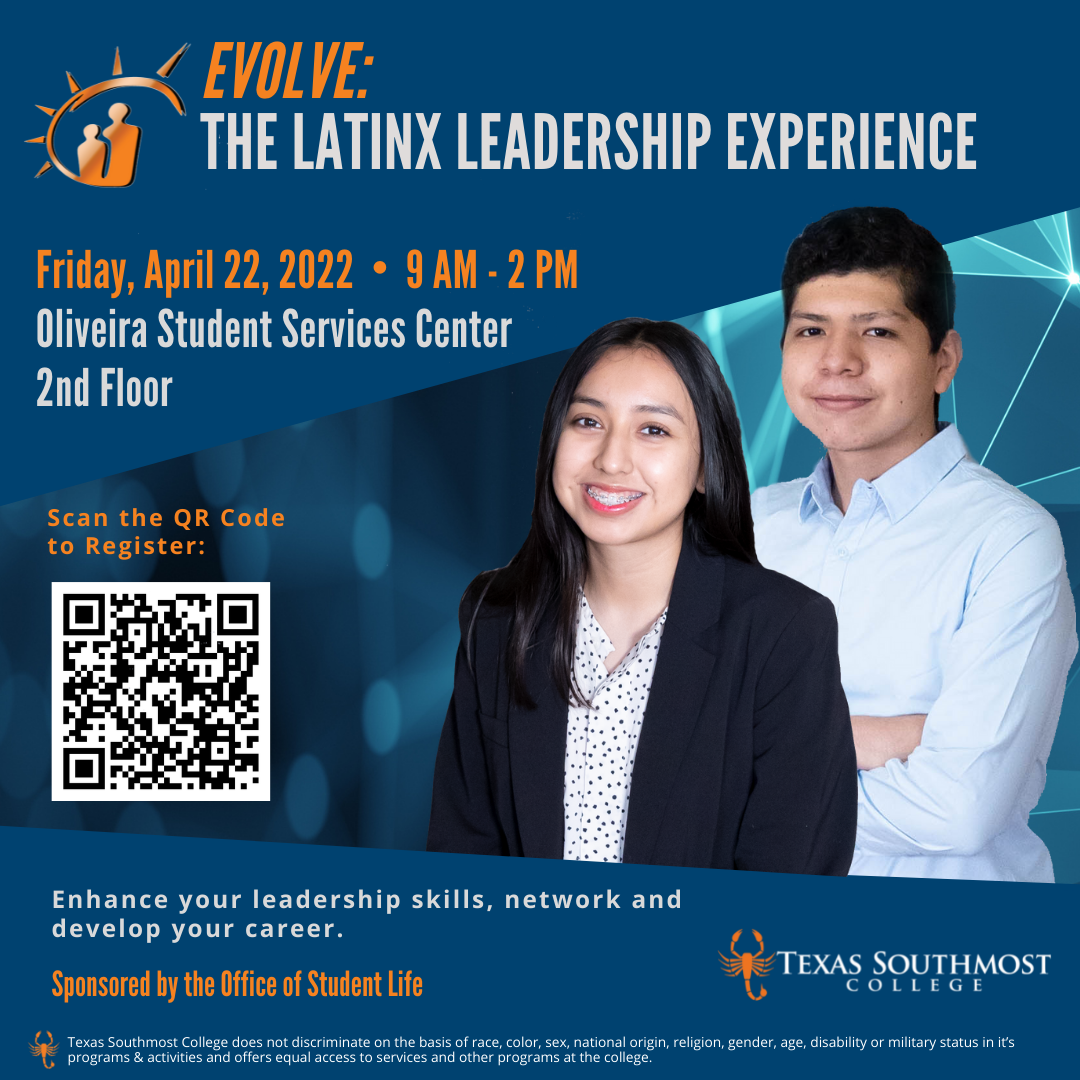 EVOLVE:
THE LATINX LEADERSHIP EXPERIENCE
Friday, April 22, 2022 • 9 AM - 2 PM
Oliveira Student Services Center
2nd Floor
Scan the QR Code
to Register:
Enhance your leadership skills, network and
develop your career.
Sponsored by the Office of Student Life
TEXAS SOUTHMOST
COLLEGE
Texas Southmost College does not discriminate on the basis of race, color, sex, national origin, religion, gender, age, disability or military status in it's
programs & activities and offers equal access to services and other programs at the college.